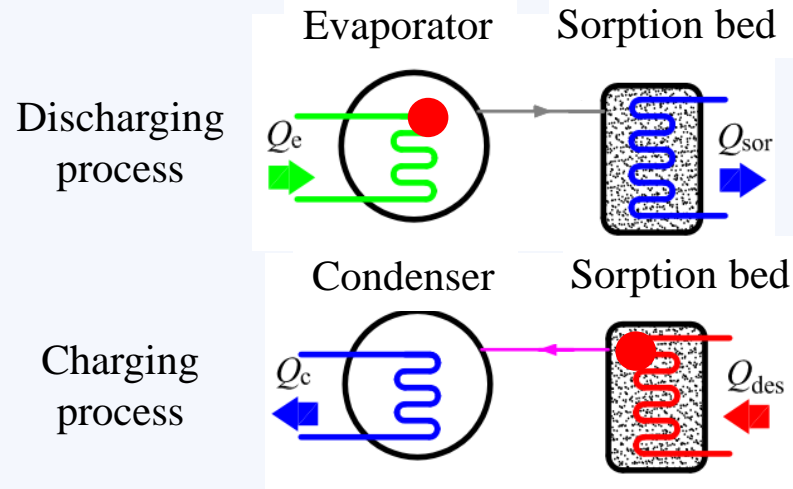 Evaporator
Sorption bed
Discharging
process
Qe
Qsor
Condenser
Sorption bed
Charging
process
Qc
Qdes